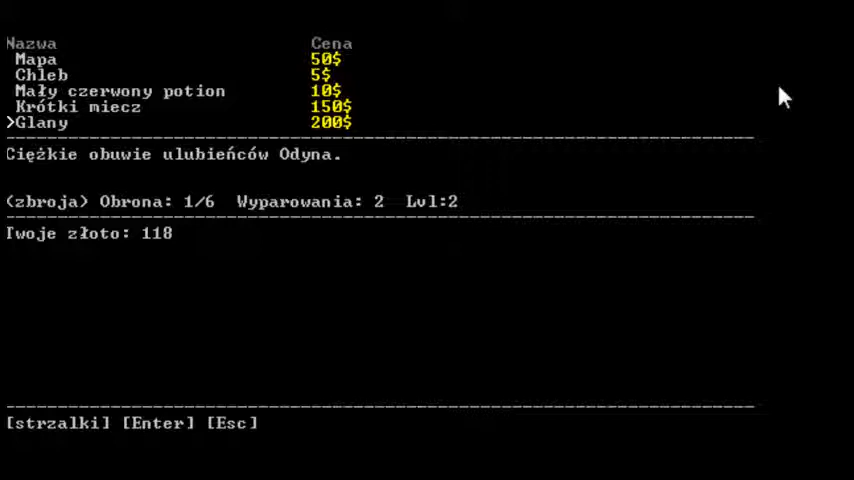 Nazwa Cena
Mapa 50$
Chleb 5$
Mały czerwony potion 10$
Krótki miecz 150$
>Glany 200$
Ciężkie obuwie ulubieńców Odyna.
(zbroja) Obrona: 1/6 Wyparowania: 2 Lvl:2
Twoje złoto: 118
[strzalki] [Enter] [Esc]